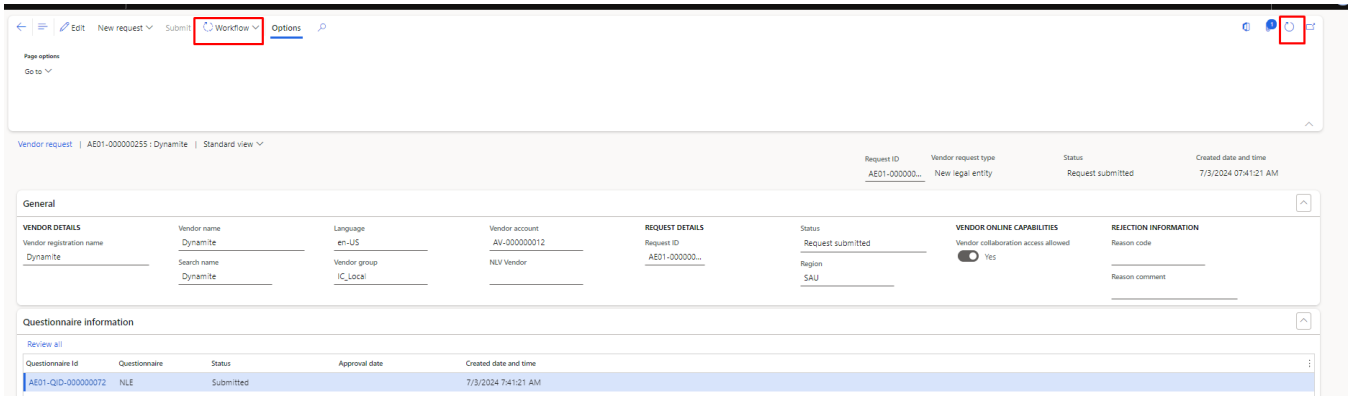 Edit New request Submit Workflow Options 1
Page options
Go to
Vendor request | AE01-000000255 : Dynamite | Standard view
Request ID Vendor request type Status Created date and time
AE01-000000... New legal entity Request submitted 7/3/2024 07:41:21 AM
General
VENDOR DETAILS Vendor name Language Vendor account REQUEST DETAILS Status VENDOR ONLINE CAPABILITIES REJECTION INFORMATION
Vendor registration name Dynamite en-US AV-000000012 Request ID Request submitted Vendor collaboration access allowed Reason code
Dynamite Search name Vendor group NLV Vendor AE01-000000... Region Yes
Dynamite IC_Local SAU Reason comment
Questionnaire information
Review all
Questionnaire Id Questionnaire Status Approval date Created date and time
AE01-QID-000000072 NLE Submitted 7/3/2024 7:41:21 AM